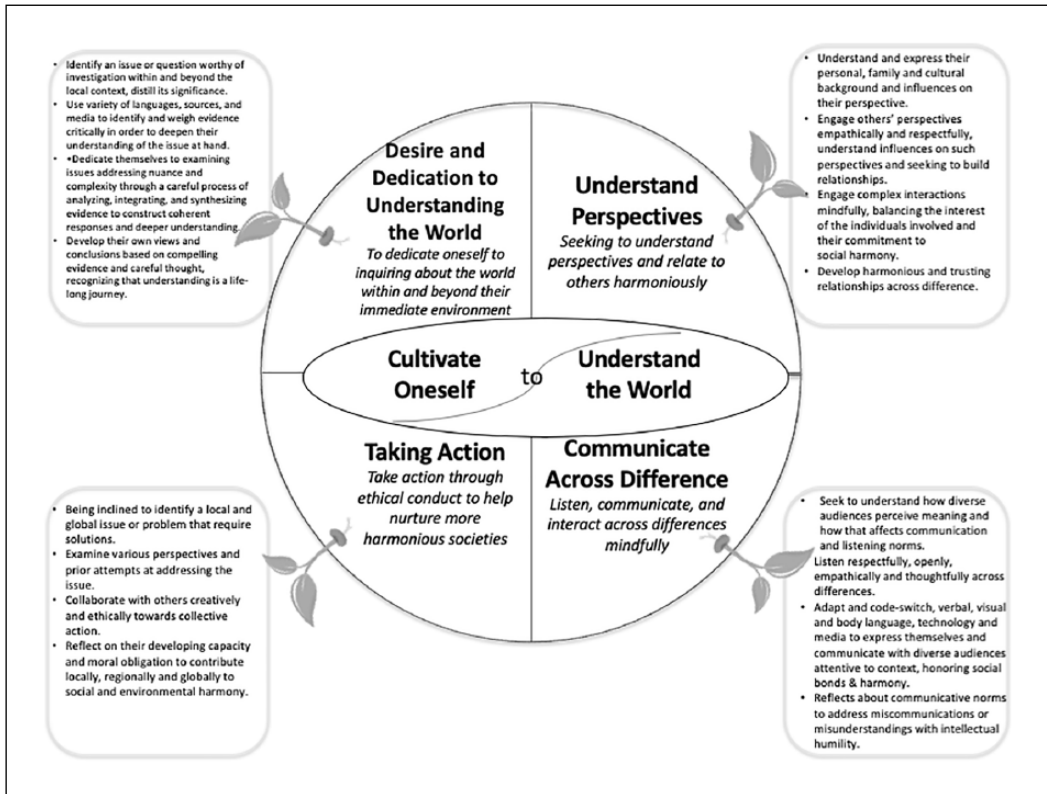 • Identify an issue or question worthy of
investigation within and beyond the
local context, distill its significance.
• Use variety of languages, sources, and
media to identify and weigh evidence
critically in order to deepen their
understanding of the issue at hand.
• •Dedicate themselves to examining
issues addressing nuance and
complexity through a careful process of
analyzing, integrating, and synthesizing
evidence to construct coherent
responses and deeper understanding.
• Develop their own views and
conclusions based on compelling
evidence and careful thought,
recognizing that understanding is a life-
long journey.
Desire and
Dedication to
Understanding
the World
To dedicate oneself to
inquiring about the world
within and beyond their
immediate environment
Understand
Perspectives
Seeking to understand
perspectives and relate to
others harmoniously
• Understand and express their
personal, family and cultural
background and influences on
their perspective.
• Engage others' perspectives
empathically and respectfully,
understand influences on such
perspectives and seeking to build
relationships.
• Engage complex interactions
mindfully, balancing the interest
of the individuals involved and
their commitment to
social harmony.
• Develop harmonious and trusting
relationships across difference.
Cultivate
Oneself
to
Understand
the World
Taking Action
Take action through
ethical conduct to help
nurture more
harmonious societies
Communicate
Across Difference
Listen, communicate, and
interact across differences
mindfully
• Being inclined to identify a local and
global issue or problem that require
solutions.
• Examine various perspectives and
prior attempts at addressing the
issue.
• Collaborate with others creatively
and ethically towards collective
action.
• Reflect on their developing capacity
and moral obligation to contribute
locally, regionally and globally to
social and environmental harmony.
• Seek to understand how diverse
audiences perceive meaning and
how that affects communication
and listening norms.
Listen respectfully, openly,
empathically and thoughtfully across
differences.
• Adapt and code-switch, verbal, visual
and body language, technology and
media to express themselves and
communicate with diverse audiences
attentive to context, honoring social
bonds & harmony.
• Reflects about communicative norms
to address miscommunications or
misunderstandings with intellectual
humility.